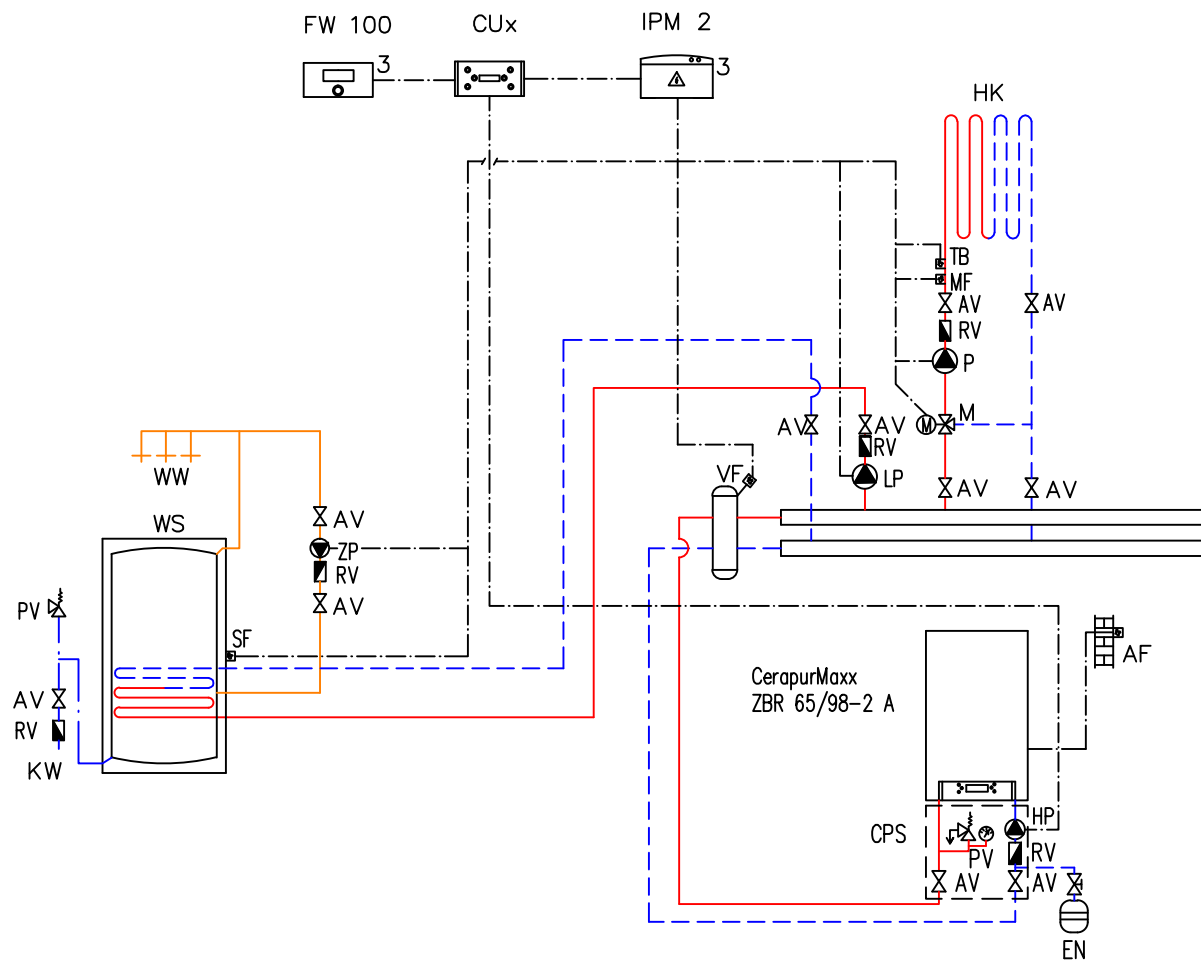 FW 100
CUx
IPM 2
3
3
HK
TB
MF
AV
AV
RV
P
M
M
AV
AV
RV
LP
VF
AV
AV
WW
WS
AV
ZP
RV
AV
PV
SF
AV
RV
KW
CerapurMaxx
ZBR 65/98-2 A
AF
CPS
HP
PV
RV
AV
AV
EN